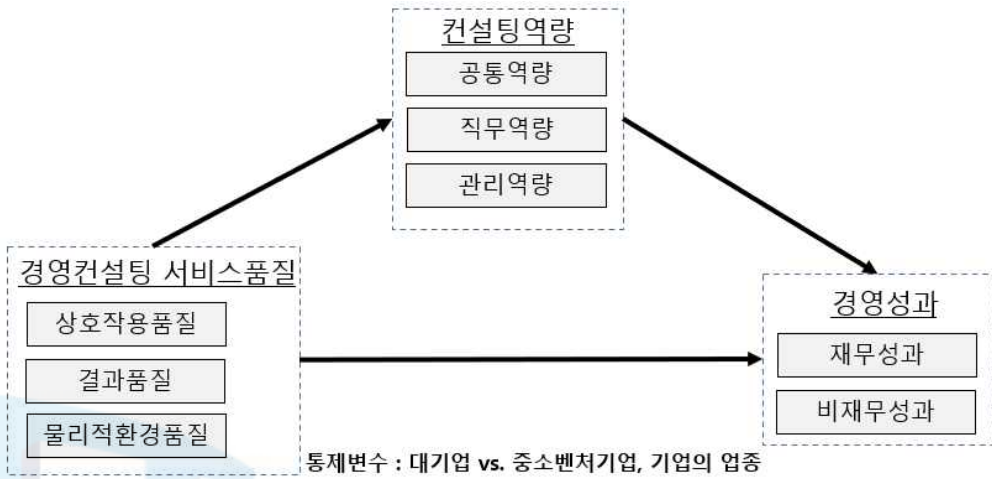 컨설팅역량
공통역량
직무역량
관리역량
경영컨설팅 서비스품질
상호작용품질
결과품질
물리적환경품질
경영성과
재무성과
비재무성과
통제변수 : 대기업 vs. 중소벤처기업, 기업의 업종